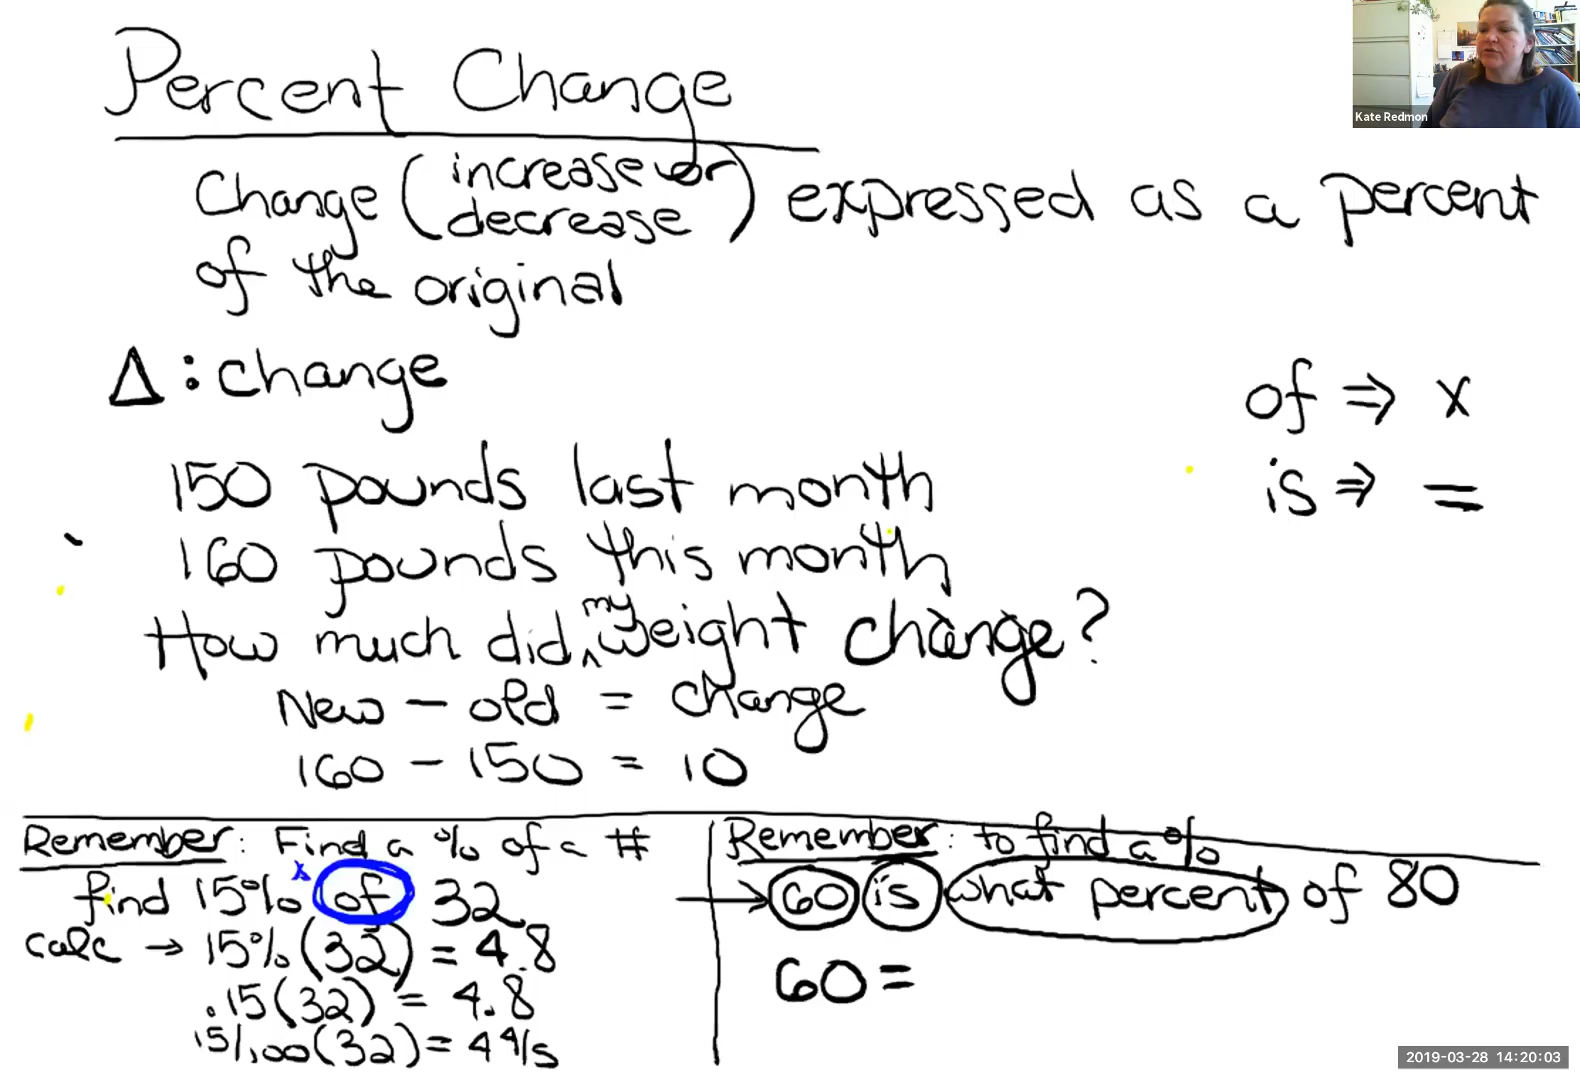 Percent Change
Kate Redmon
Change (increase or decrease) expressed as a percent
of the original
Δ : change
of ⇒ x
150 pounds last month
is ⇒ =
160 pounds this month
How much did ^my weight change?
New - old = change
160 - 150 = 10
Remember: Find a % of a #
find 15% x of 32
calc → 15% (32) = 4.8
.15(32) = 4.8
15/100(32) = 4 4/5
Remember: to find a %
→ 60 is what percent of 80
60 =
2019-03-28 14:20:03